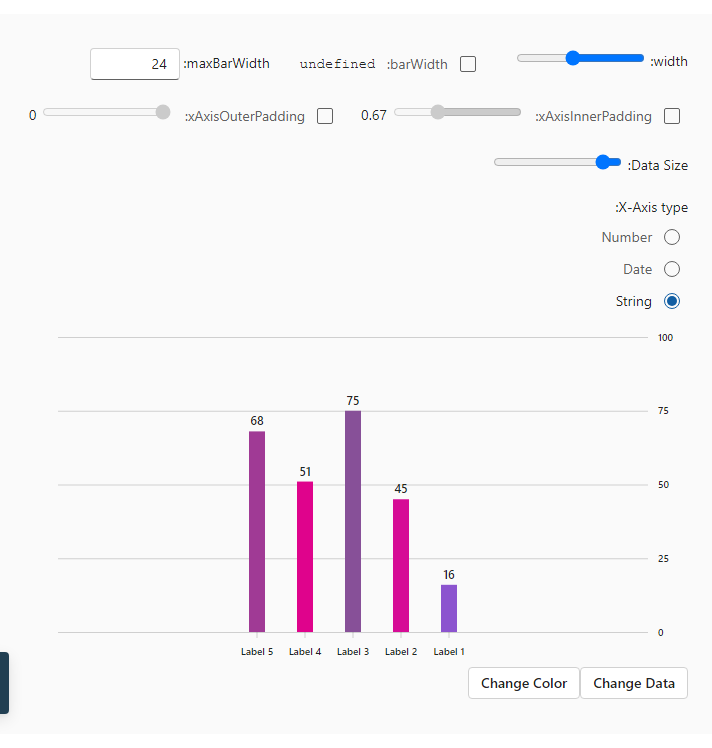 :width
undefined :barWidth
24 :maxBarWidth
0.67 :xAxisInnerPadding
0 :xAxisOuterPadding
:Data Size
:X-Axis type
Number
Date
String
100
75
50
25
0
68
51
75
45
16
Label 5 Label 4 Label 3 Label 2 Label 1
Change Color Change Data